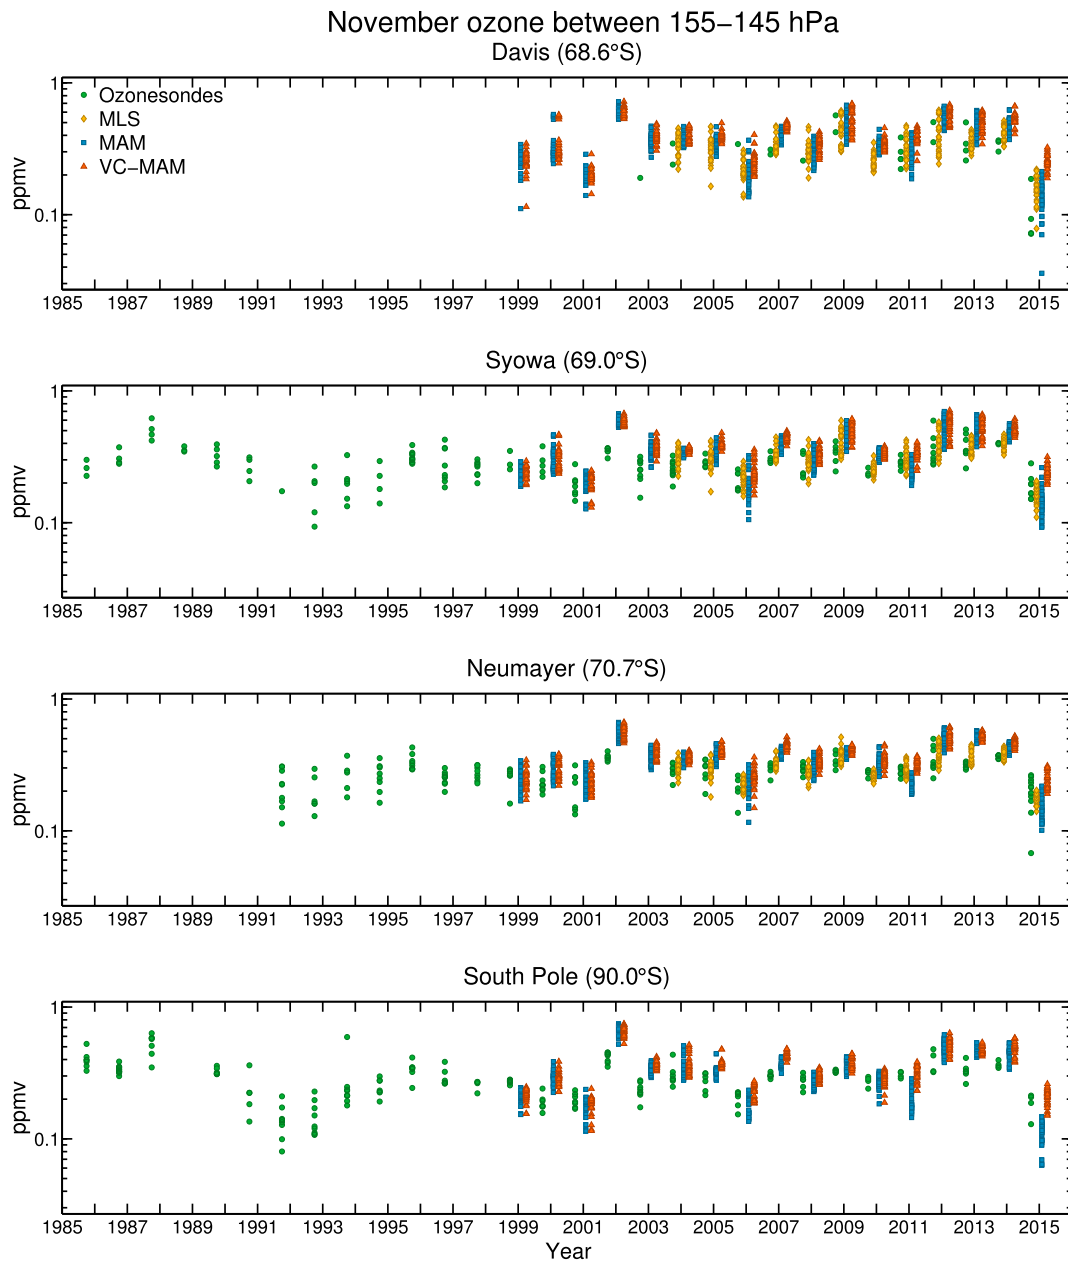 November ozone between 155–145 hPa
Davis (68.6°S)
1
0.1
ppmv
Ozonesondes
MLS
MAM
VC–MAM
1985 1987 1989 1991 1993 1995 1997 1999 2001 2003 2005 2007 2009 2011 2013 2015
Syowa (69.0°S)
1
0.1
ppmv
1985 1987 1989 1991 1993 1995 1997 1999 2001 2003 2005 2007 2009 2011 2013 2015
Neumayer (70.7°S)
1
0.1
ppmv
1985 1987 1989 1991 1993 1995 1997 1999 2001 2003 2005 2007 2009 2011 2013 2015
South Pole (90.0°S)
1
0.1
ppmv
1985 1987 1989 1991 1993 1995 1997 1999 2001 2003 2005 2007 2009 2011 2013 2015
Year